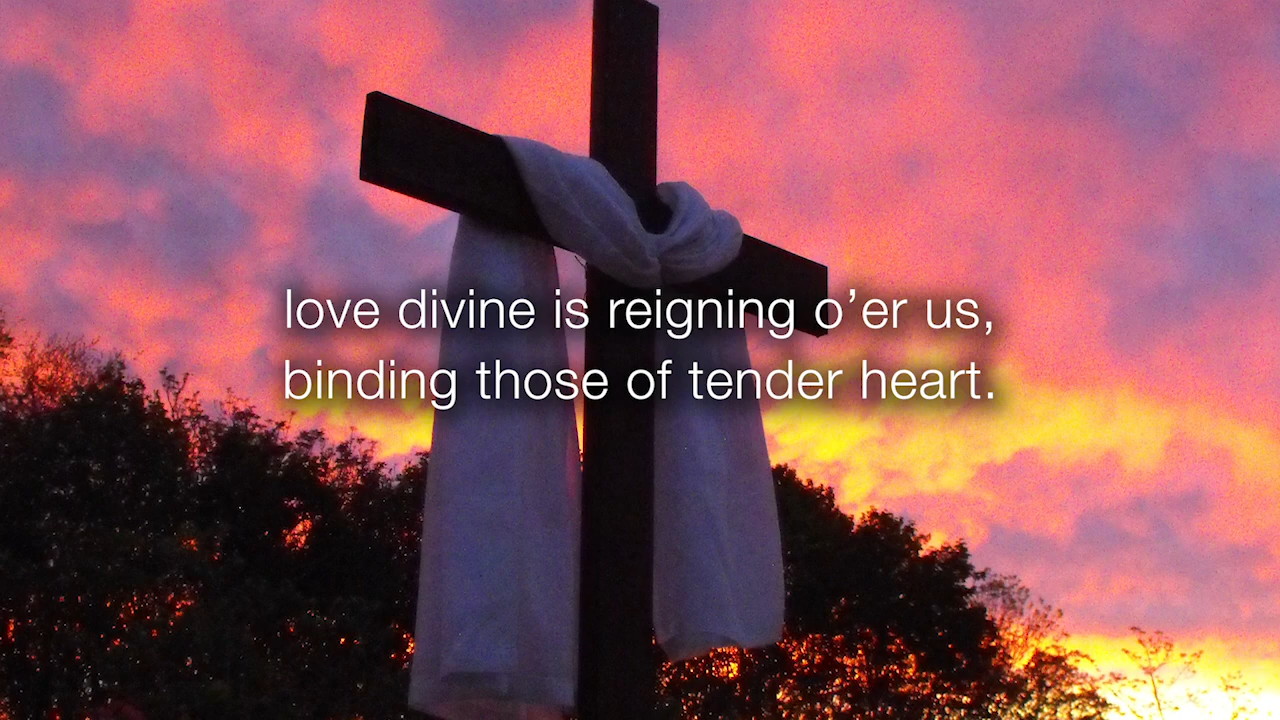 love divine is reigning o’er us,
binding those of tender heart.